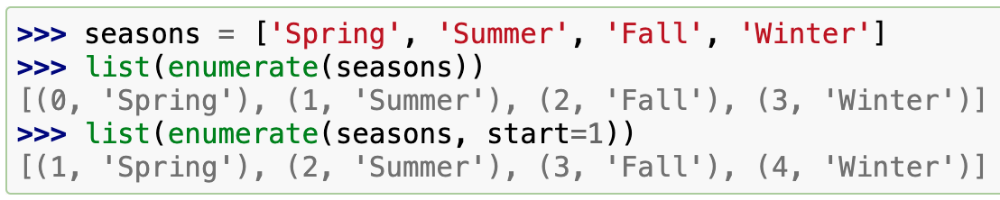 >>> seasons = ['Spring', 'Summer', 'Fall', 'Winter']
>>> list(enumerate(seasons))
[(0, 'Spring'), (1, 'Summer'), (2, 'Fall'), (3, 'Winter')]
>>> list(enumerate(seasons, start=1))
[(1, 'Spring'), (2, 'Summer'), (3, 'Fall'), (4, 'Winter')]